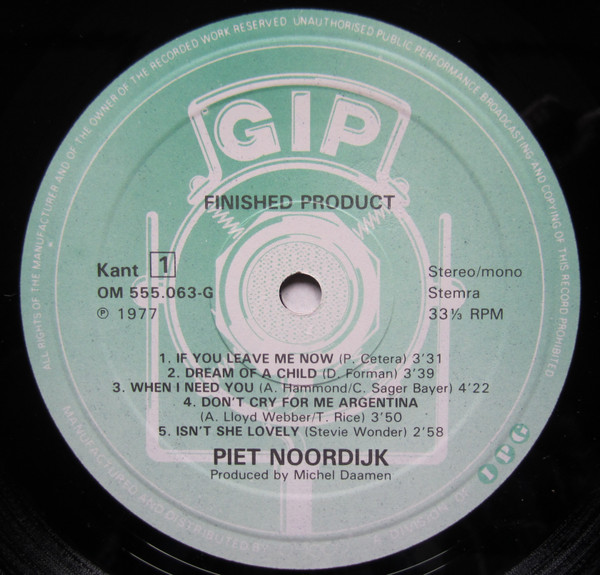 ALL RIGHTS OF THE MANUFACTURER AND OF THE OWNER OF THE RECORDED WORK RESERVED UNAUTHORISED PUBLIC PERFORMANCE BROADCASTING AND COPYING OF THIS RECORD PROHIBITED
GIP
FINISHED PRODUCT
Kant 1
OM 555.063-G
℗ 1977
Stereo/mono
Stemra
33⅓ RPM
1. IF YOU LEAVE ME NOW (P. Cetera) 3'31
2. DREAM OF A CHILD (D. Forman) 3'39
3. WHEN I NEED YOU (A. Hammond/C. Sager Bayer) 4'22
4. DON'T CRY FOR ME ARGENTINA
(A. Lloyd Webber/T. Rice) 3'50
5. ISN'T SHE LOVELY (Stevie Wonder) 2'58
PIET NOORDIJK
Produced by Michel Daamen
MANUFACTURED AND DISTRIBUTED BY
A DIVISION OF IPG